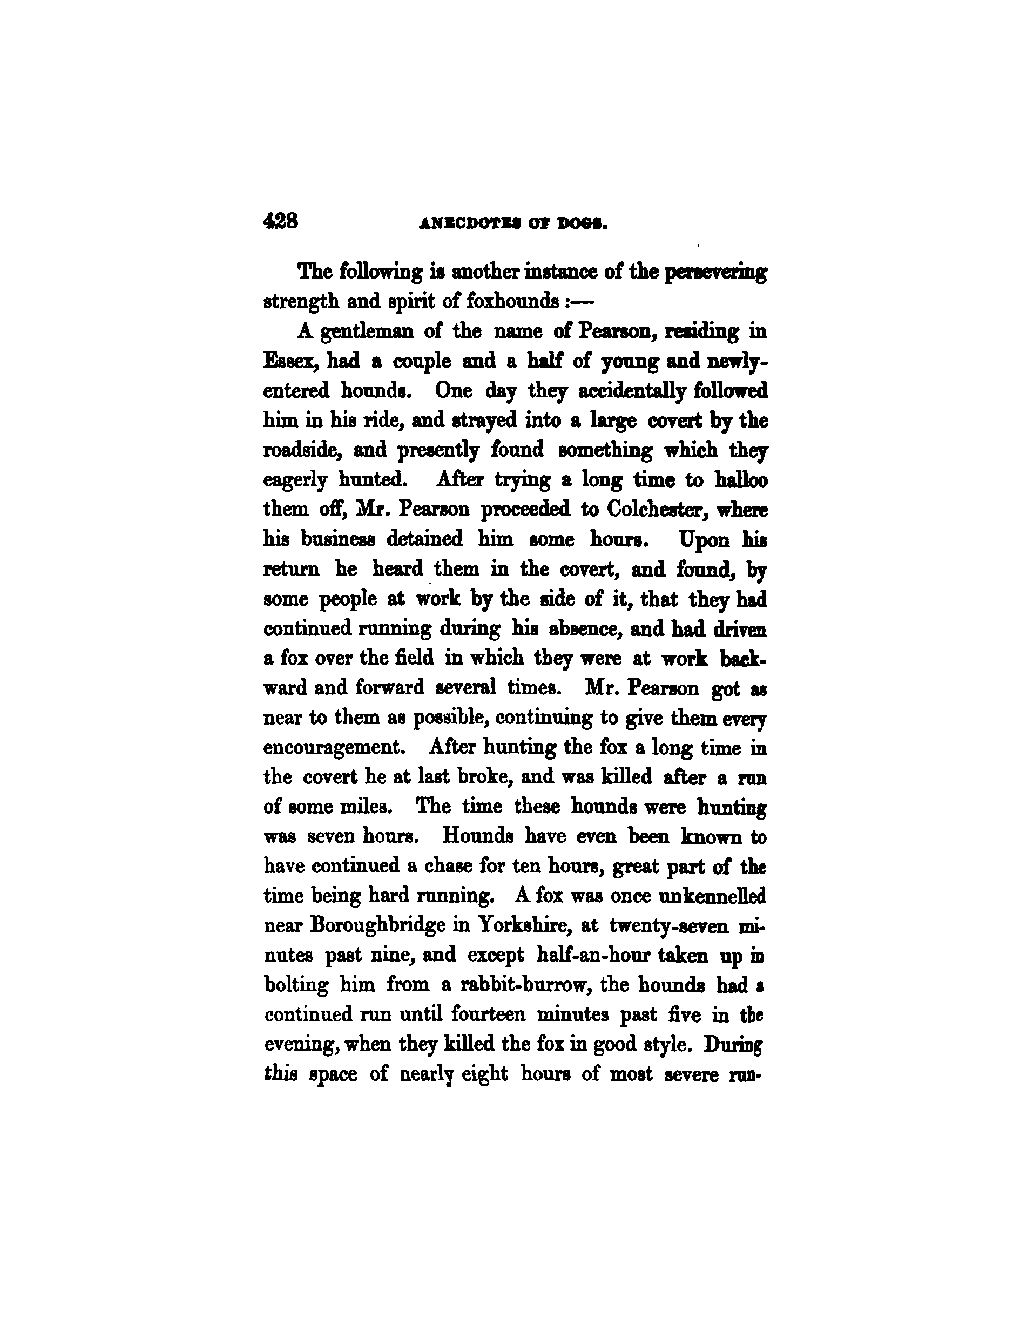 428 ANECDOTES OF DOGS.
The following is another instance of the persevering
strength and spirit of foxhounds :—
A gentleman of the name of Pearson, residing in
Essex, had a couple and a half of young and newly-
entered hounds. One day they accidentally followed
him in his ride, and strayed into a large covert by the
roadside, and presently found something which they
eagerly hunted. After trying a long time to halloo
them off, Mr. Pearson proceeded to Colchester, where
his business detained him some hours. Upon his
return he heard them in the covert, and found, by
some people at work by the side of it, that they had
continued running during his absence, and had driven
a fox over the field in which they were at work back-
ward and forward several times. Mr. Pearson got as
near to them as possible, continuing to give them every
encouragement. After hunting the fox a long time in
the covert he at last broke, and was killed after a run
of some miles. The time these hounds were hunting
was seven hours. Hounds have even been known to
have continued a chase for ten hours, great part of the
time being hard running. A fox was once unkennelled
near Boroughbridge in Yorkshire, at twenty-seven mi-
nutes past nine, and except half-an-hour taken up in
bolting him from a rabbit-burrow, the hounds had a
continued run until fourteen minutes past five in the
evening, when they killed the fox in good style. During
this space of nearly eight hours of most severe run-